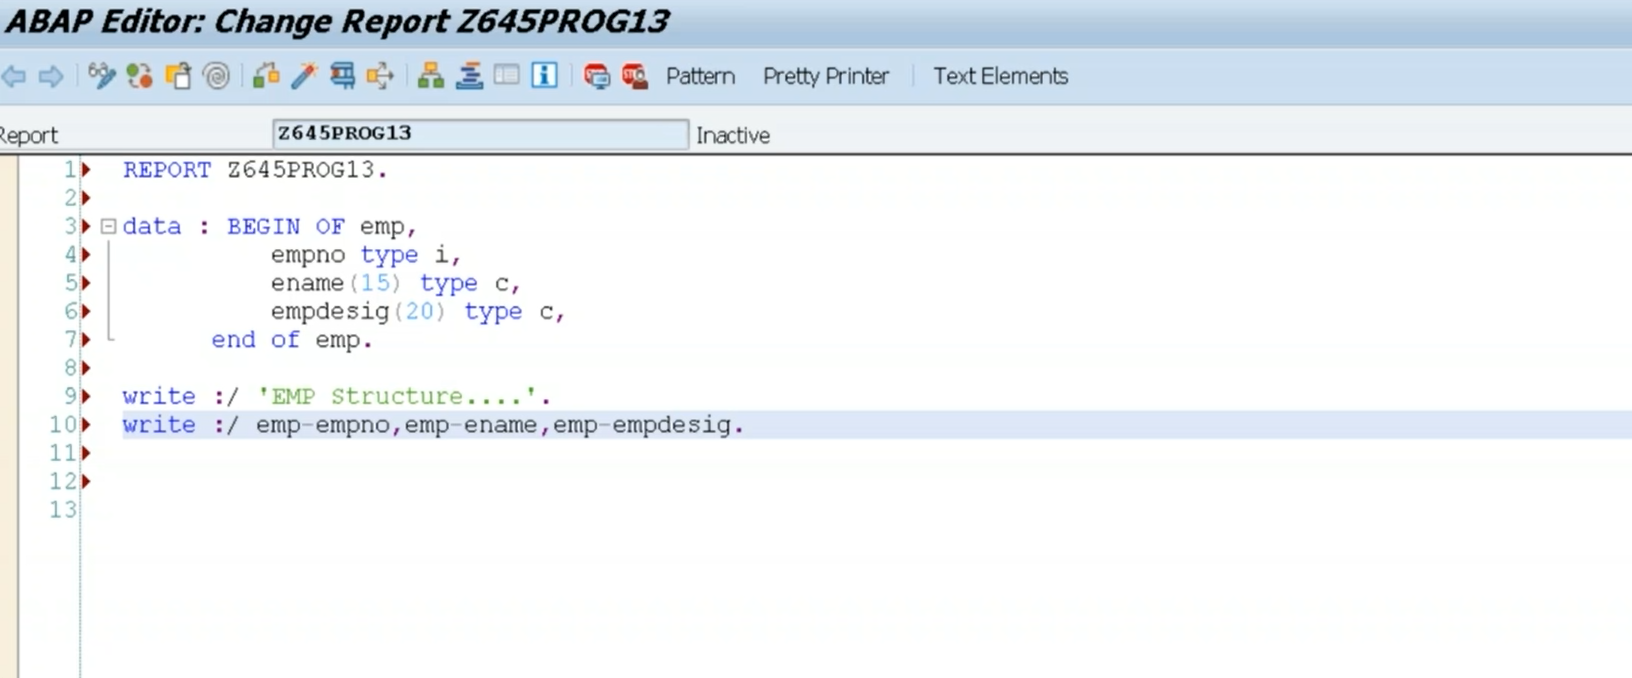 ABAP Editor: Change Report Z645PROG13
Pattern Pretty Printer Text Elements
Report Z645PROG13 Inactive
1 REPORT Z645PROG13.
2
3 data : BEGIN OF emp,
4 empno type i,
5 ename(15) type c,
6 empdesig(20) type c,
7 end of emp.
8
9 write :/ 'EMP Structure....'.
10 write :/ emp-empno,emp-ename,emp-empdesig.
11
12
13